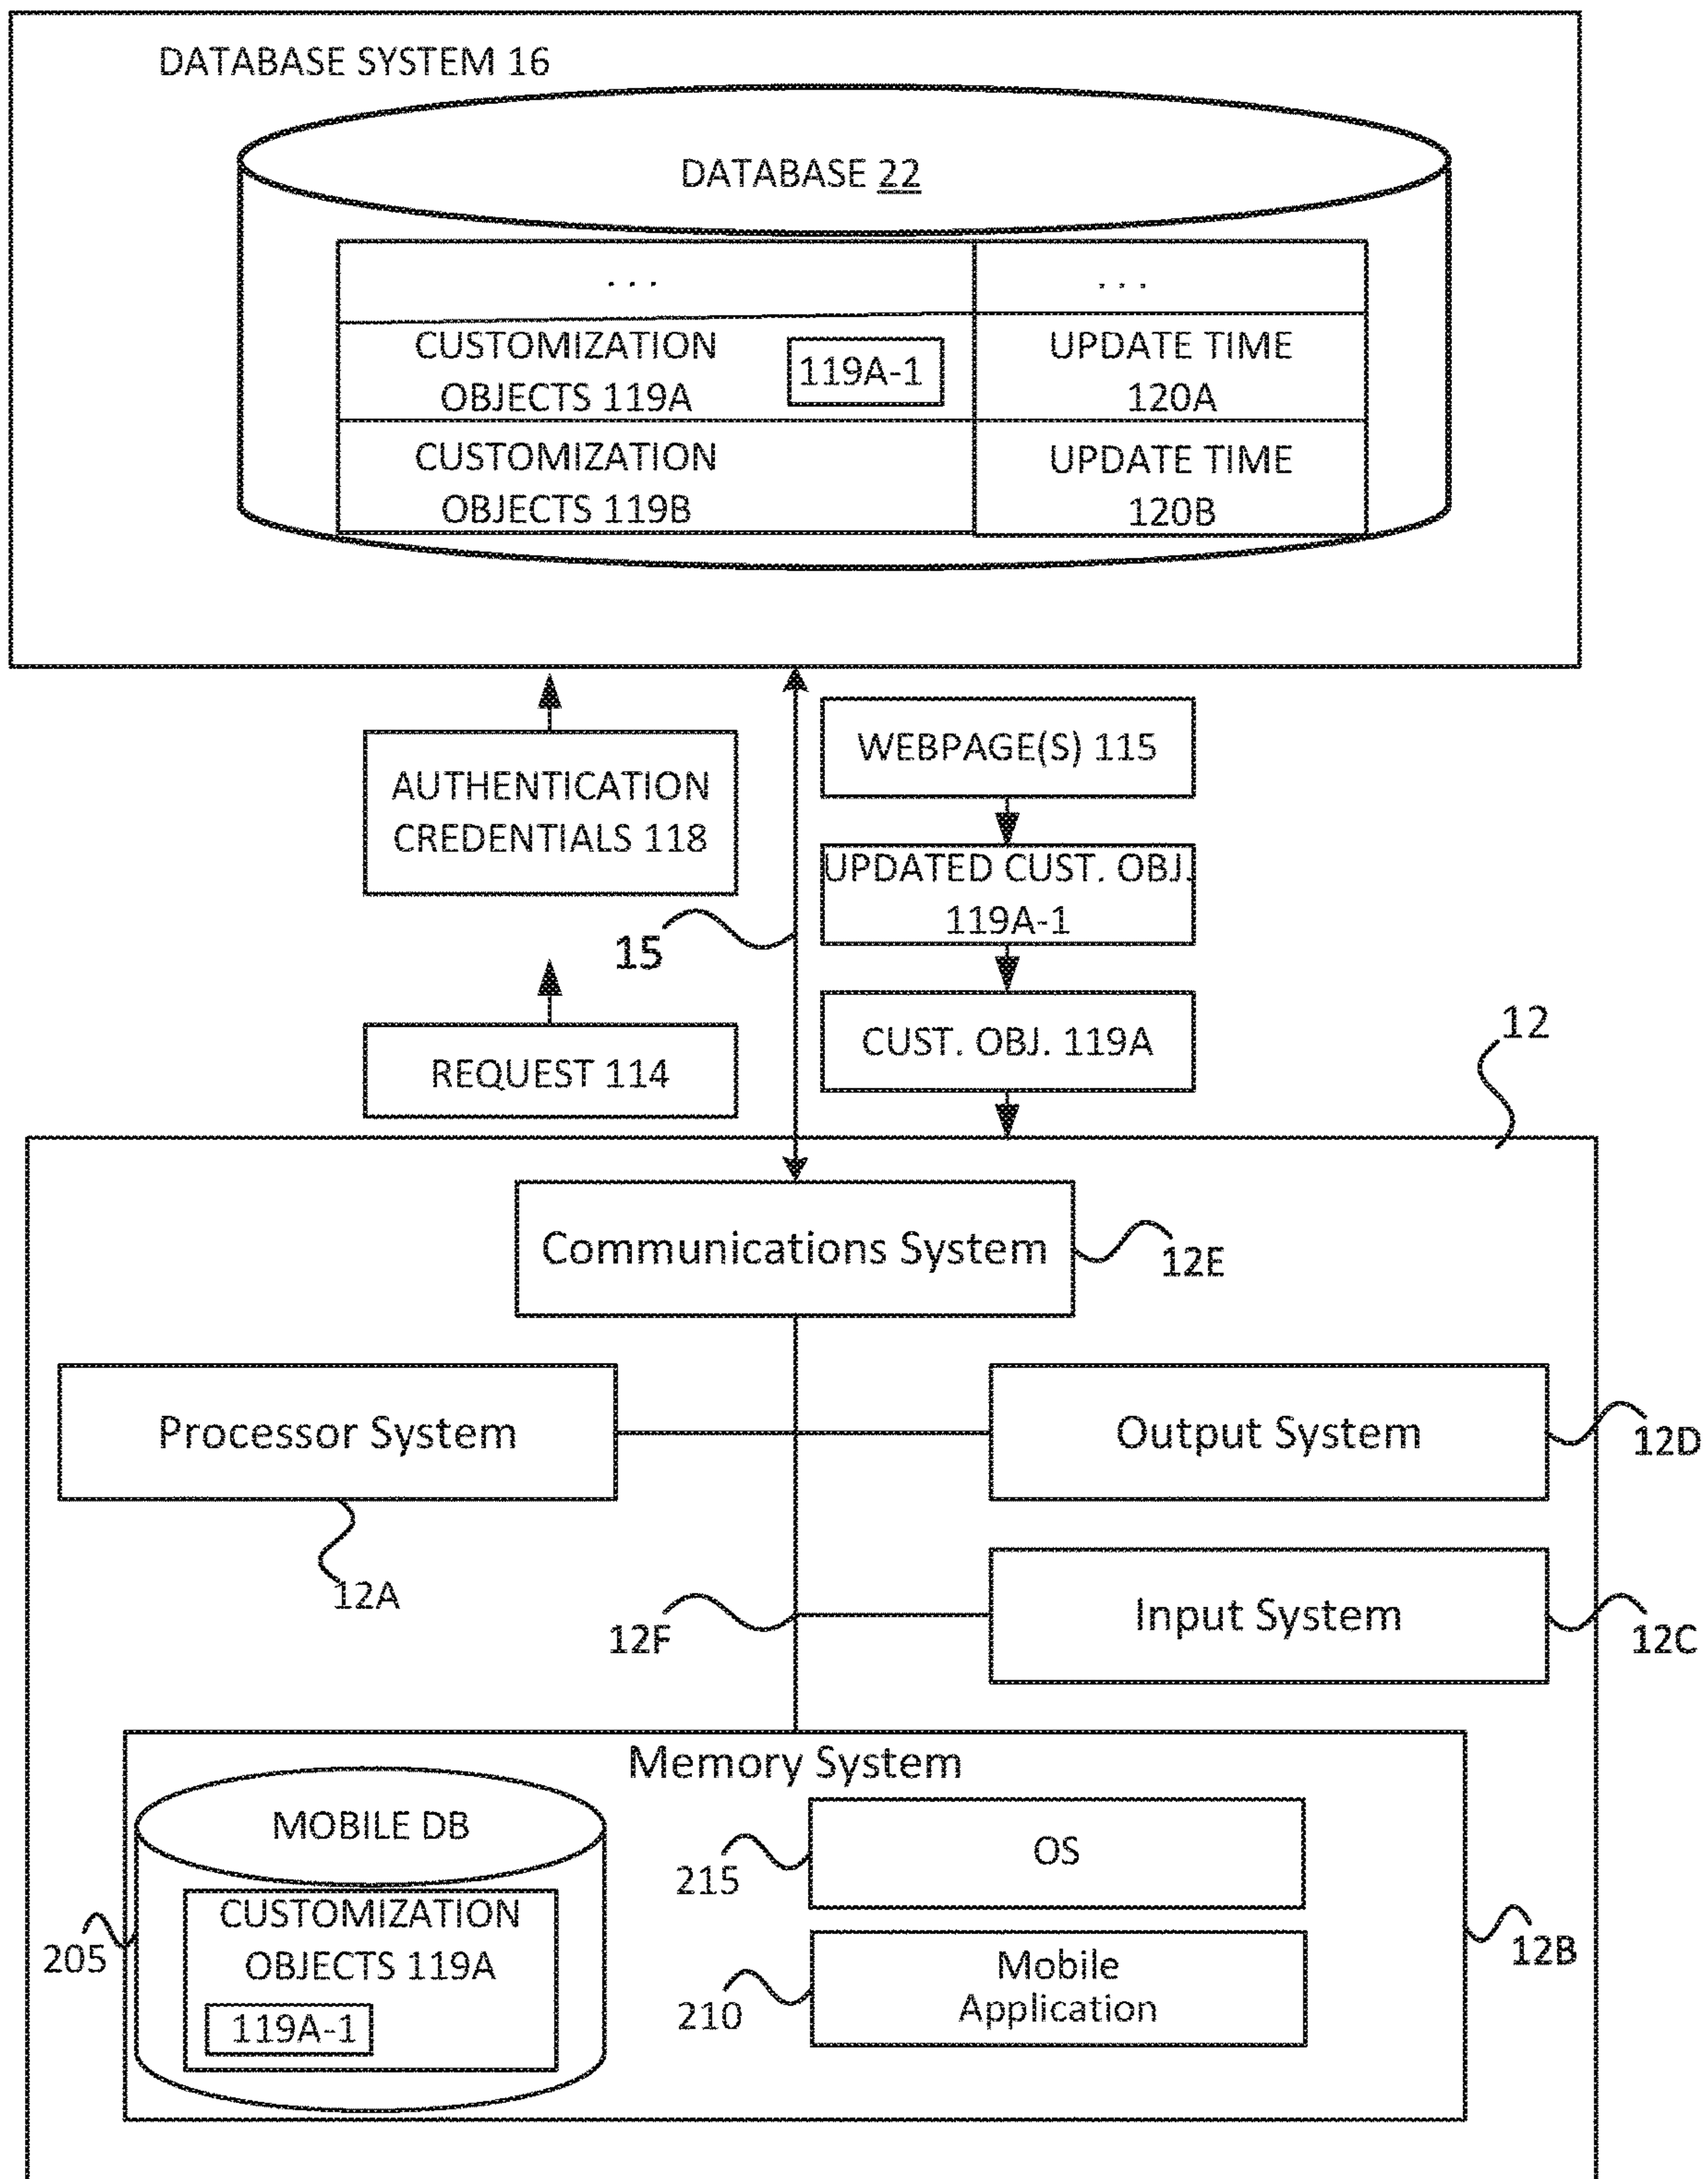 DATABASE SYSTEM 16
DATABASE 22
. . .
. . .
CUSTOMIZATION
OBJECTS 119A
119A-1
UPDATE TIME
120A
CUSTOMIZATION
OBJECTS 119B
UPDATE TIME
120B
AUTHENTICATION
CREDENTIALS 118
WEBPAGE(S) 115
UPDATED CUST. OBJ.
119A-1
15
CUST. OBJ. 119A
REQUEST 114
12
Communications System
12E
Processor System
12A
Output System
12D
Input System
12C
12F
Memory System
MOBILE DB
CUSTOMIZATION
OBJECTS 119A
119A-1
205
OS
215
Mobile
Application
210
12B